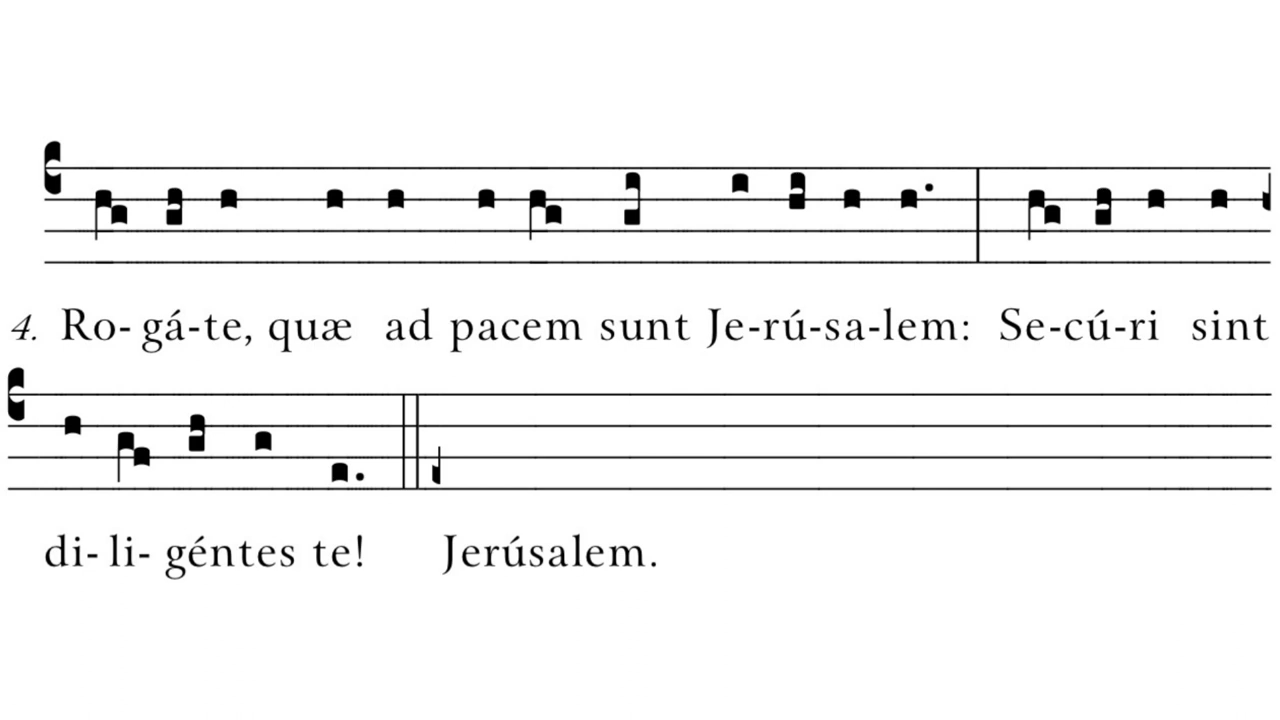 4. Ro- gá-te, quæ ad pacem sunt Je-rú-sa-lem: Se-cú-ri sint
di- li- géntes te! Jerúsalem.